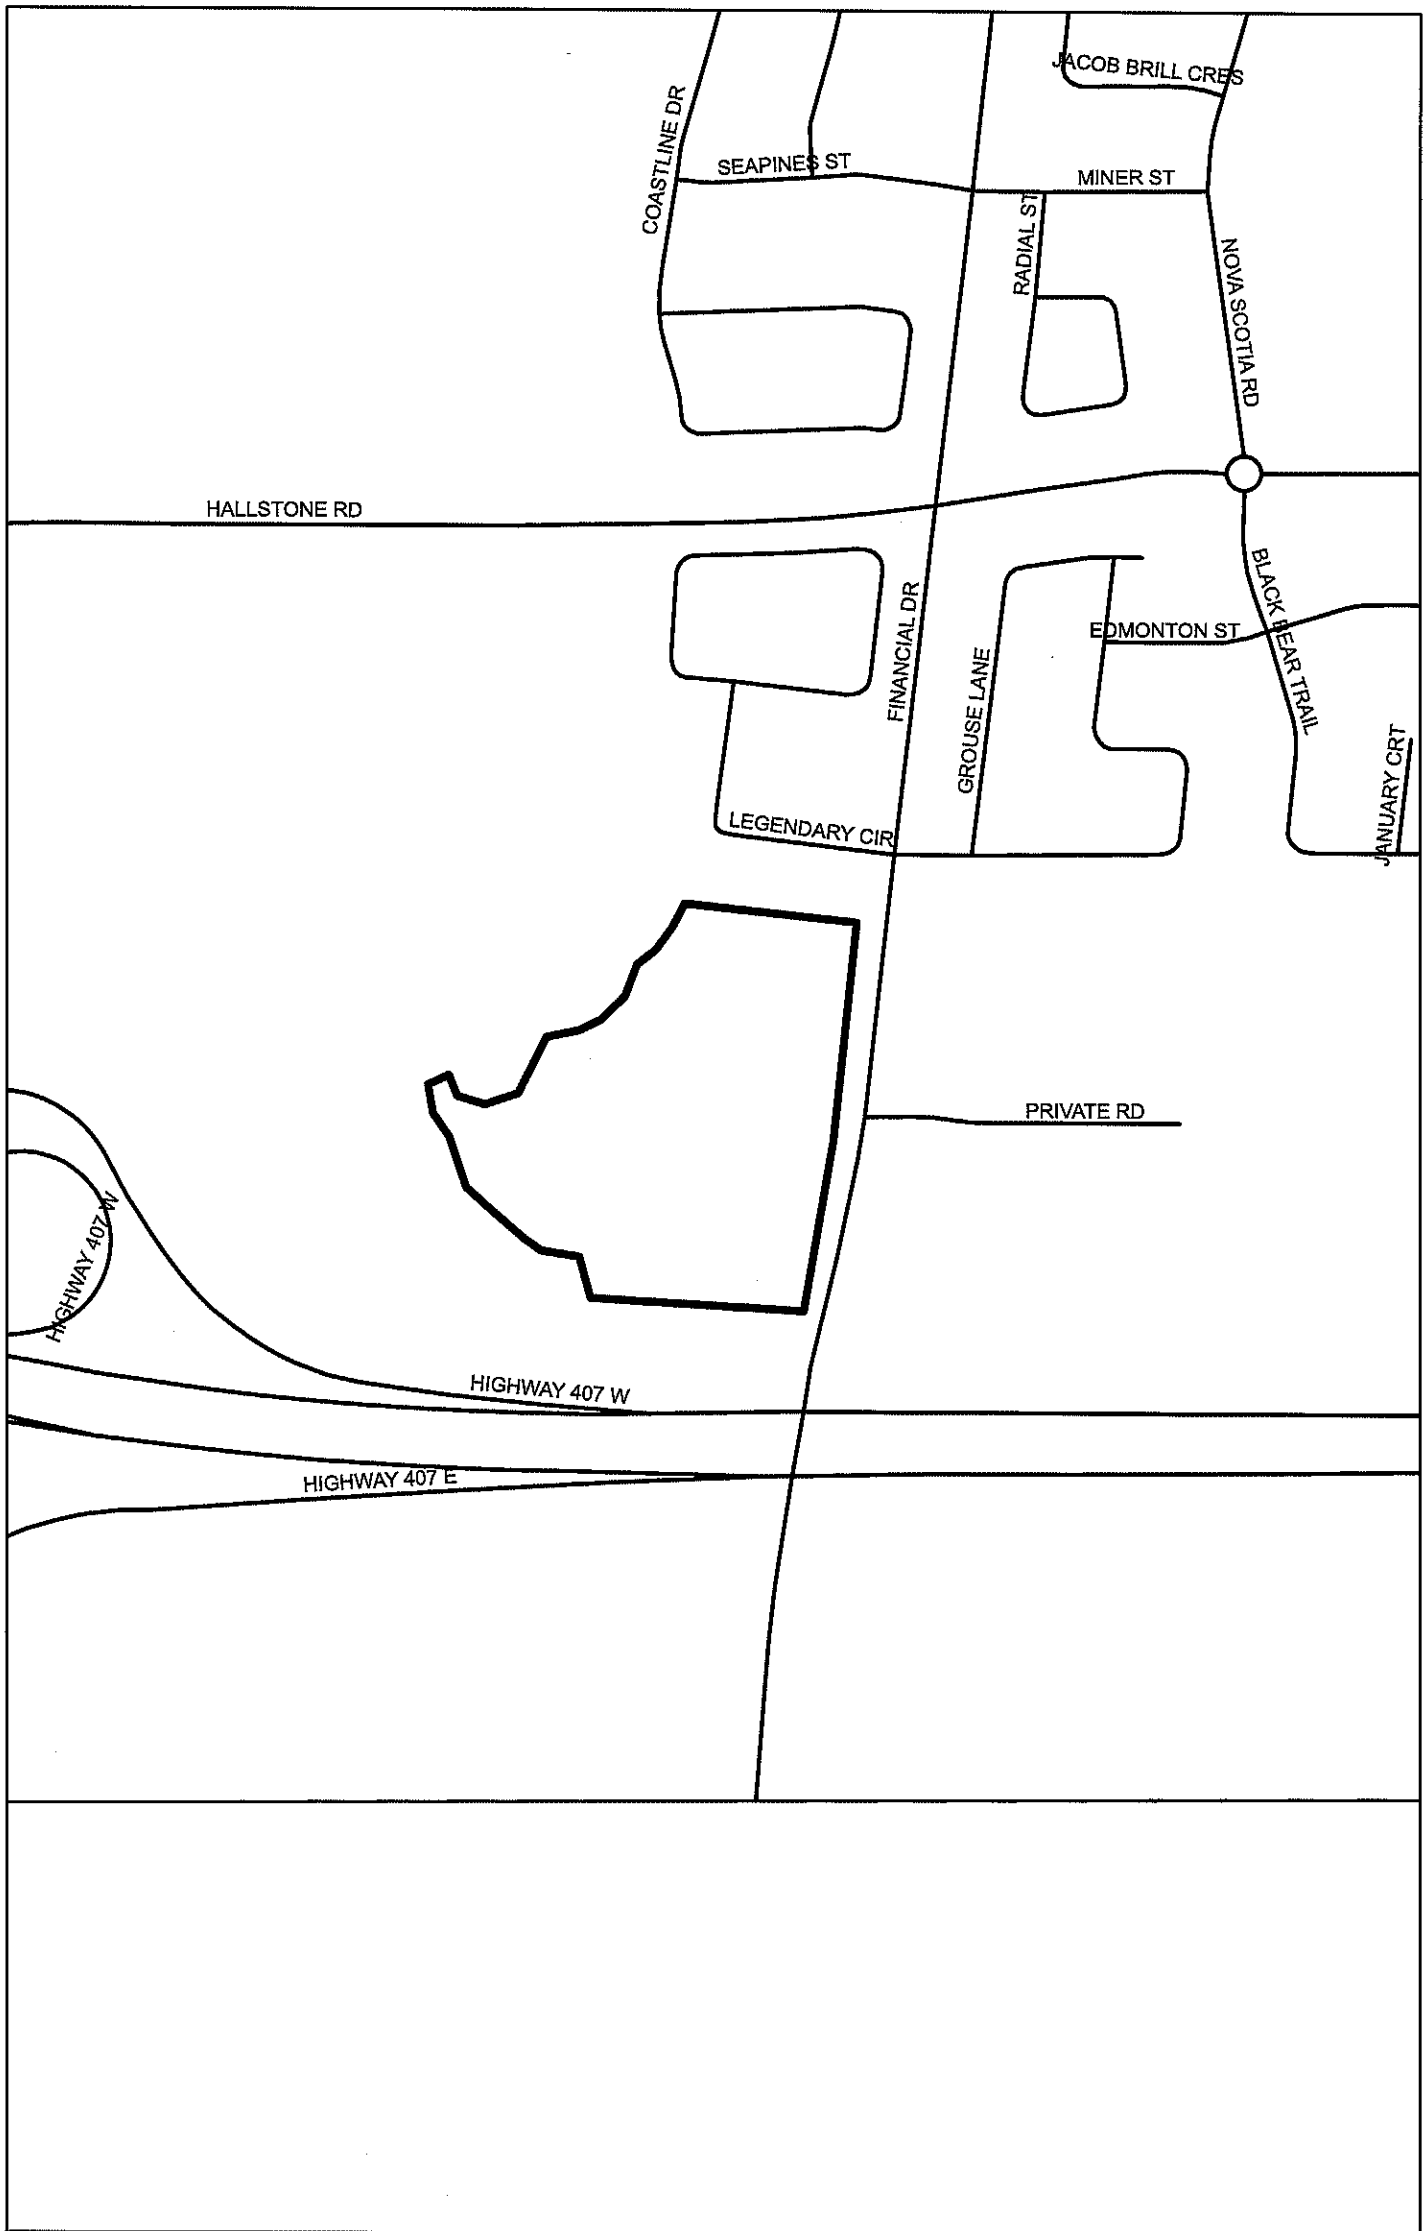 JACOB BRILL CRES
COASTLINE DR
SEAPINES ST
MINER ST
RADIAL ST
NOVA SCOTIA RD
HALLSTONE RD
BLACK BEAR TRAIL
FINANCIAL DR
EDMONTON ST
GROUSE LANE
JANUARY CRT
LEGENDARY CIR
PRIVATE RD
HIGHWAY 407 W
HIGHWAY 407 W
HIGHWAY 407 E